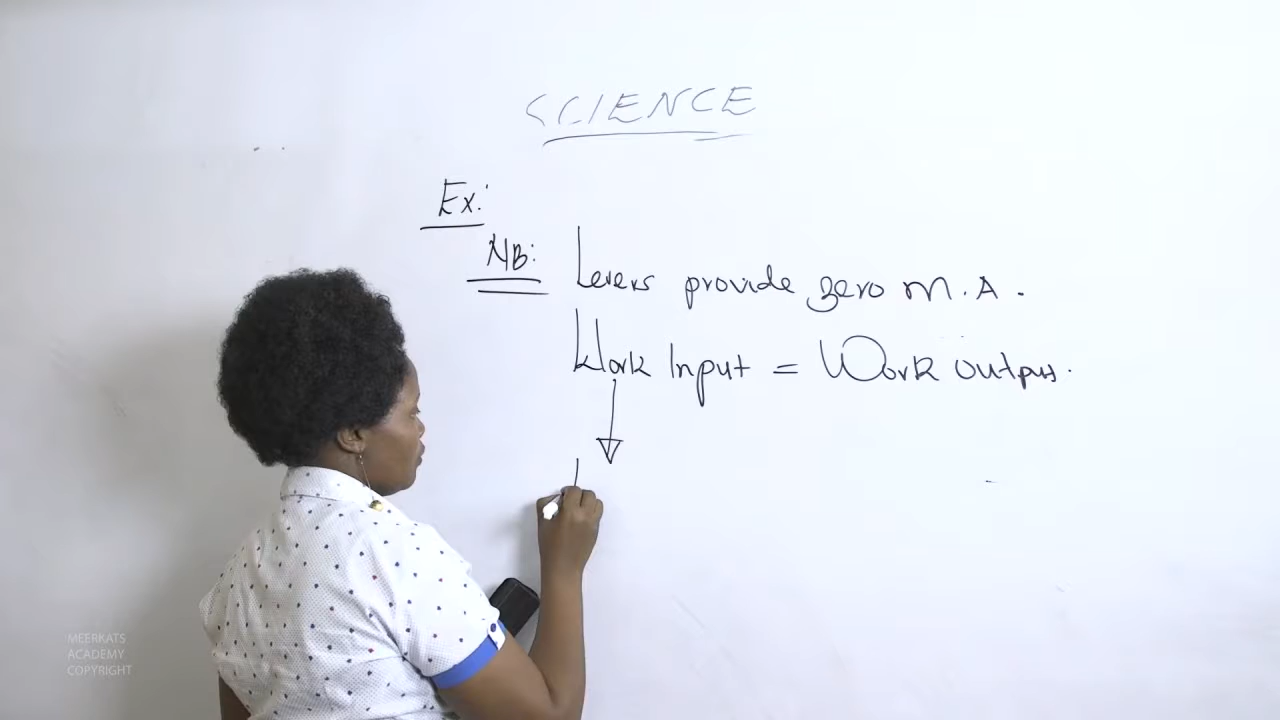 SCIENCE
Ex:
NB: Levers provide zero M.A.
Work Input = Work output.
MEERKATS
ACADEMY
COPYRIGHT